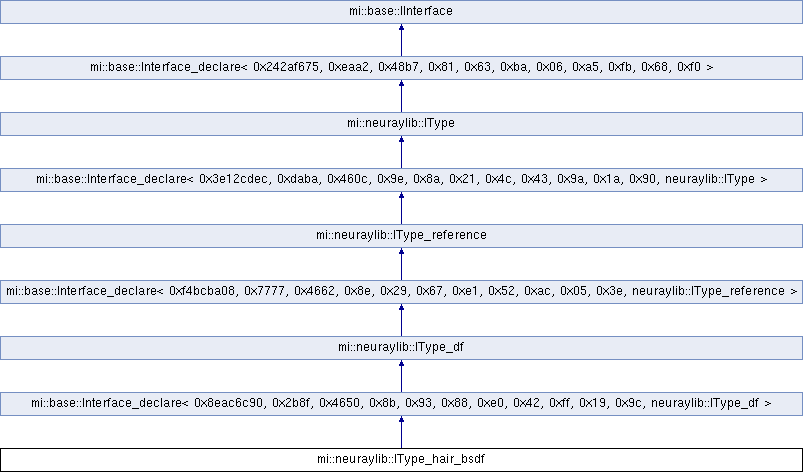 mi::base::IInterface
mi::base::Interface_declare< 0x242af675, 0xeaa2, 0x48b7, 0x81, 0x63, 0xba, 0x06, 0xa5, 0xfb, 0x68, 0xf0 >
mi::neuraylib::IType
mi::base::Interface_declare< 0x3e12cdec, 0xdaba, 0x460c, 0x9e, 0x8a, 0x21, 0x4c, 0x43, 0x9a, 0x1a, 0x90, neuraylib::IType >
mi::neuraylib::IType_reference
mi::base::Interface_declare< 0xf4bcba08, 0x7777, 0x4662, 0x8e, 0x29, 0x67, 0xe1, 0x52, 0xac, 0x05, 0x3e, neuraylib::IType_reference >
mi::neuraylib::IType_df
mi::base::Interface_declare< 0x8eac6c90, 0x2b8f, 0x4650, 0x8b, 0x93, 0x88, 0xe0, 0x42, 0xff, 0x19, 0x9c, neuraylib::IType_df >
mi::neuraylib::IType_hair_bsdf